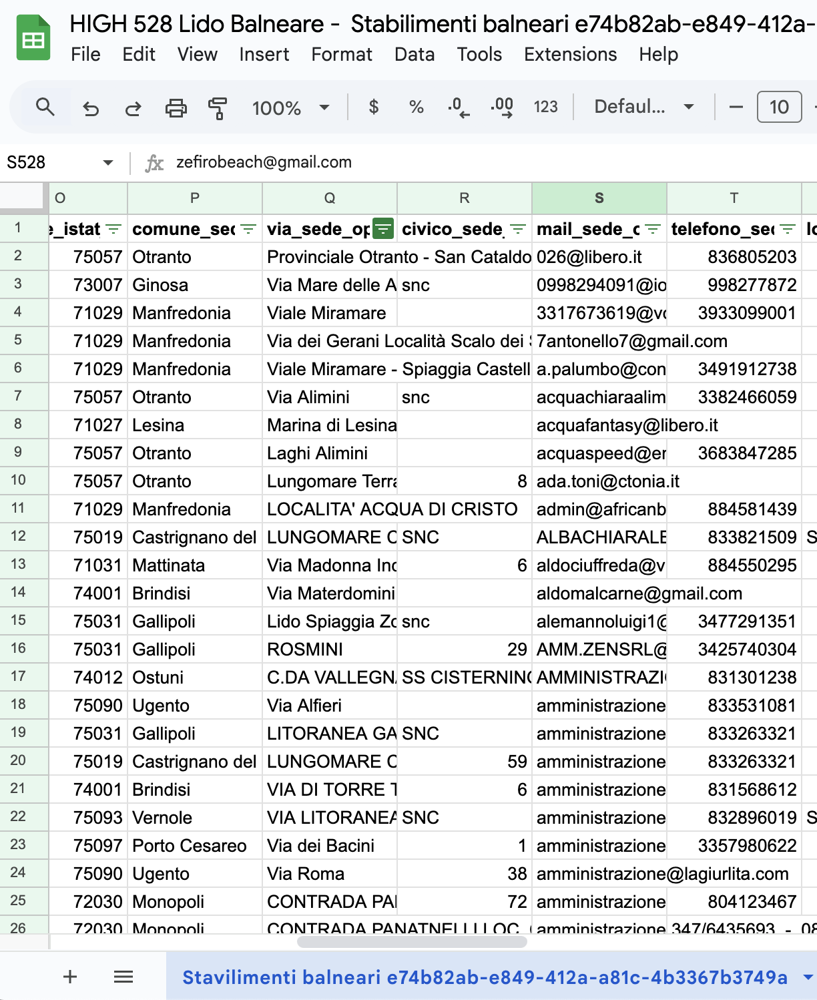 HIGH 528 Lido Balneare - Stabilimenti balneari e74b82ab-e849-412a-
File Edit View Insert Format Data Tools Extensions Help
100% $ % .0 .00 123 Defaul... 10
S528 fx zefirobeach@gmail.com
O P Q R S T
1 e_istat comune_sec via_sede_op civico_sede_ mail_sede_c telefono_sec lo
2 75057 Otranto Provinciale Otranto - San Cataldo 026@libero.it 836805203
3 73007 Ginosa Via Mare delle A snc 0998294091@io 998277872
4 71029 Manfredonia Viale Miramare 3317673619@vo 3933099001
5 71029 Manfredonia Via dei Gerani Località Scalo dei S 7antonello7@gmail.com
6 71029 Manfredonia Viale Miramare - Spiaggia Castell a.palumbo@con 3491912738
7 75057 Otranto Via Alimini snc acquachiaraalim 3382466059
8 71027 Lesina Marina di Lesina acquafantasy@libero.it
9 75057 Otranto Laghi Alimini acquaspeed@er 3683847285
10 75057 Otranto Lungomare Terra 8 ada.toni@ctonia.it
11 71029 Manfredonia LOCALITA' ACQUA DI CRISTO admin@africanb 884581439
12 75019 Castrignano del LUNGOMARE C SNC ALBACHIARALE 833821509 S
13 71031 Mattinata Via Madonna Inc 6 aldociuffreda@v 884550295
14 74001 Brindisi Via Materdomini aldomalcarne@gmail.com
15 75031 Gallipoli Lido Spiaggia Zo snc alemannoluigi1@ 3477291351
16 75031 Gallipoli ROSMINI 29 AMM.ZENSRL@ 3425740304
17 74012 Ostuni C.DA VALLEGNA SS CISTERNINO AMMINISTRAZI 831301238
18 75090 Ugento Via Alfieri amministrazione 833531081
19 75031 Gallipoli LITORANEA GA SNC amministrazione 833263321
20 75019 Castrignano del LUNGOMARE C 59 amministrazione 833263321
21 74001 Brindisi VIA DI TORRE T 6 amministrazione 831568612
22 75093 Vernole VIA LITORANEA SNC amministrazione 832896019 S
23 75097 Porto Cesareo Via dei Bacini 1 amministrazione 3357980622
24 75090 Ugento Via Roma 38 amministrazione@lagiurlita.com
25 72030 Monopoli CONTRADA PAI 72 amministrazione 804123467
26 72030 Monopoli CONTRADA amministrazione 347/6435693 - 08
Stavilimenti balneari e74b82ab-e849-412a-a81c-4b3367b3749a